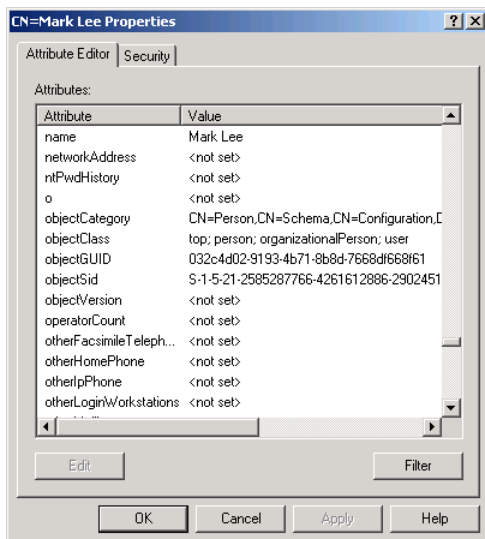 CN=Mark Lee Properties
Attribute Editor Security
Attributes:
Attribute Value
name Mark Lee
networkAddress <not set>
ntPwdHistory <not set>
o <not set>
objectCategory CN=Person,CN=Schema,CN=Configuration,D
objectClass top; person; organizationalPerson; user
objectGUID 032c4d02-9193-4b71-8b8d-7668df668f61
objectSid S-1-5-21-2585287766-4261612886-2902451
objectVersion <not set>
operatorCount <not set>
otherFacsimileTeleph... <not set>
otherHomePhone <not set>
otherIpPhone <not set>
otherLoginWorkstations <not set>
Edit Filter
OK Cancel Apply Help